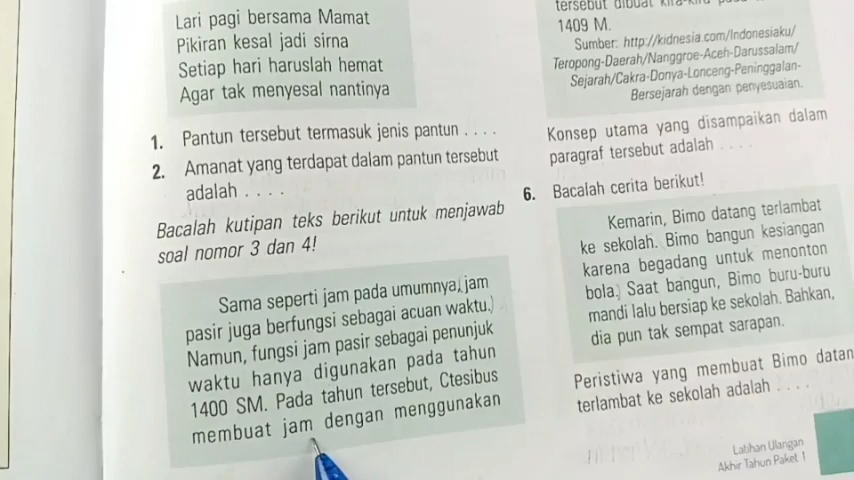 Lari pagi bersama Mamat
Pikiran kesal jadi sirna
Setiap hari haruslah hemat
Agar tak menyesal nantinya
1. Pantun tersebut termasuk jenis pantun . . . .
2. Amanat yang terdapat dalam pantun tersebut
adalah . . . .
Bacalah kutipan teks berikut untuk menjawab
soal nomor 3 dan 4!
Sama seperti jam pada umumnya, jam
pasir juga berfungsi sebagai acuan waktu.
Namun, fungsi jam pasir sebagai penunjuk
waktu hanya digunakan pada tahun
1400 SM. Pada tahun tersebut, Ctesibus
membuat jam dengan menggunakan
tersebut dibuat
1409 M.
Sumber: http://kidnesia.com/Indonesiaku/
Teropong-Daerah/Nanggroe-Aceh-Darussalam/
Sejarah/Cakra-Donya-Lonceng-Peninggalan-
Bersejarah dengan penyesuaian.
Konsep utama yang disampaikan dalam
paragraf tersebut adalah . . . .
6. Bacalah cerita berikut!
Kemarin, Bimo datang terlambat
ke sekolah. Bimo bangun kesiangan
karena begadang untuk menonton
bola. Saat bangun, Bimo buru-buru
mandi lalu bersiap ke sekolah. Bahkan,
dia pun tak sempat sarapan.
Peristiwa yang membuat Bimo datan
terlambat ke sekolah adalah . . . .
Latihan Ulangan
Akhir Tahun Paket 1